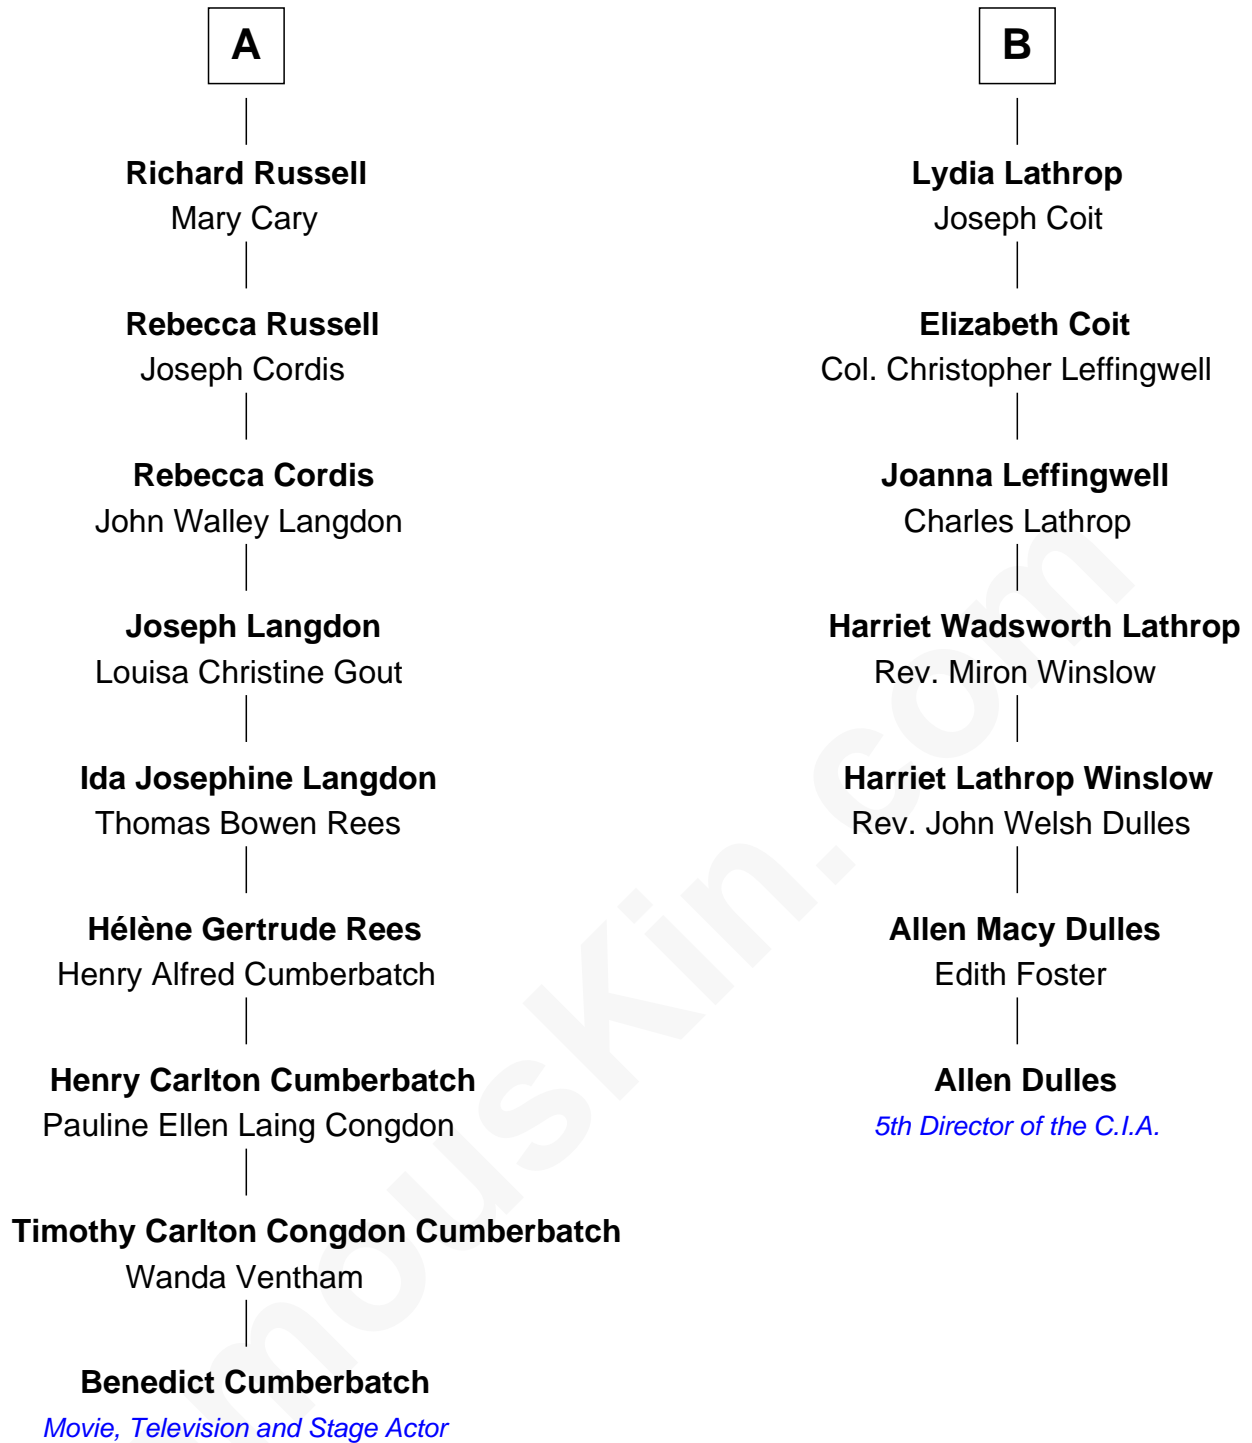 A
Richard Russell
Mary Cary
Rebecca Russell
Joseph Cordis
Rebecca Cordis
John Walley Langdon
Joseph Langdon
Louisa Christine Gout
Ida Josephine Langdon
Thomas Bowen Rees
Hélène Gertrude Rees
Henry Alfred Cumberbatch
Henry Carlton Cumberbatch
Pauline Ellen Laing Congdon
Timothy Carlton Congdon Cumberbatch
Wanda Ventham
Benedict Cumberbatch
Movie, Television and Stage Actor
B
Lydia Lathrop
Joseph Coit
Elizabeth Coit
Col. Christopher Leffingwell
Joanna Leffingwell
Charles Lathrop
Harriet Wadsworth Lathrop
Rev. Miron Winslow
Harriet Lathrop Winslow
Rev. John Welsh Dulles
Allen Macy Dulles
Edith Foster
Allen Dulles
5th Director of the C.I.A.
mousKin.com